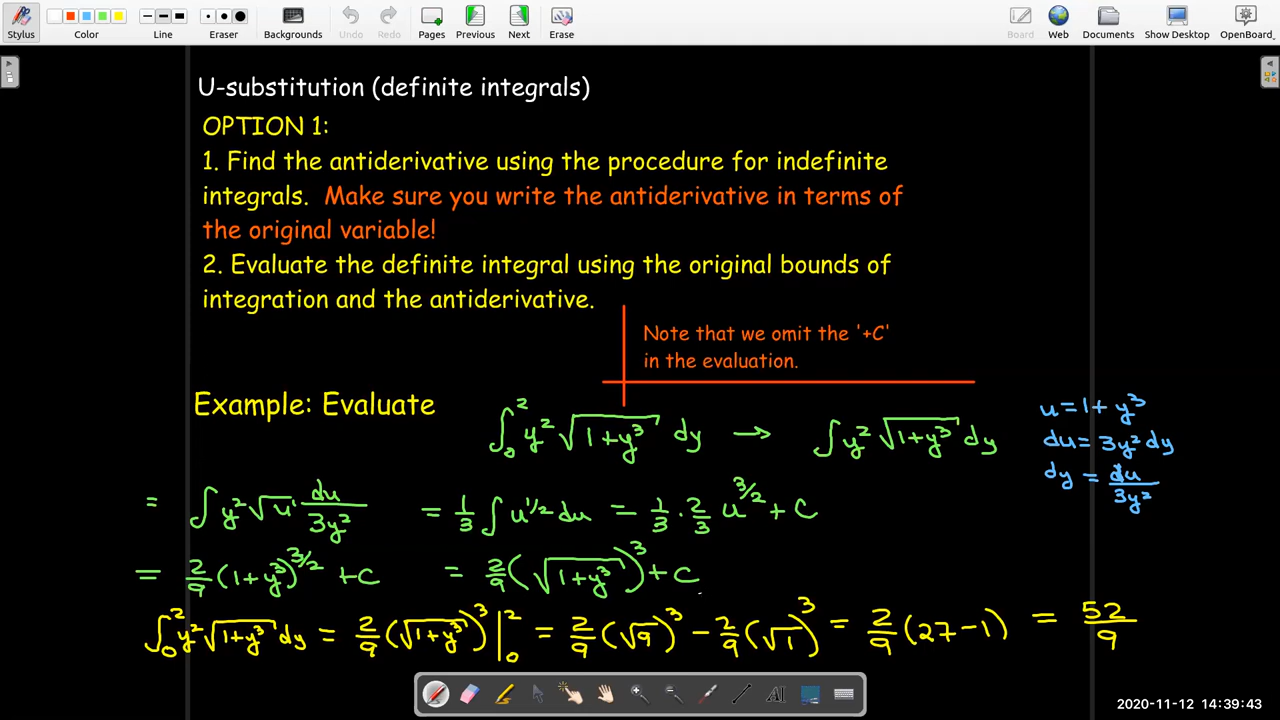 Stylus Color Line Eraser Backgrounds Undo Redo Pages Previous Next Erase Board Web Documents Show Desktop OpenBoard
U-substitution (definite integrals)
OPTION 1:
1. Find the antiderivative using the procedure for indefinite
integrals. Make sure you write the antiderivative in terms of
the original variable!
2. Evaluate the definite integral using the original bounds of
integration and the antiderivative.
Note that we omit the '+C'
in the evaluation.
Example: Evaluate ∫₀² y² √(1+y³) dy → ∫ y² √(1+y³) dy
u = 1 + y³
du = 3y² dy
dy = du/3y²
= ∫ y² √u du/3y² = 1/3 ∫ u^(1/2) du = 1/3 · 2/3 u^(3/2) + C
= 2/9 (1+y³)^(3/2) + C = 2/9 (√(1+y³))³ + C
∫₀² y² √(1+y³) dy = 2/9 (√(1+y³))³ |₀² = 2/9 (√9)³ − 2/9 (√1)³ = 2/9 (27−1) = 52/9
AI
2020-11-12 14:39:43